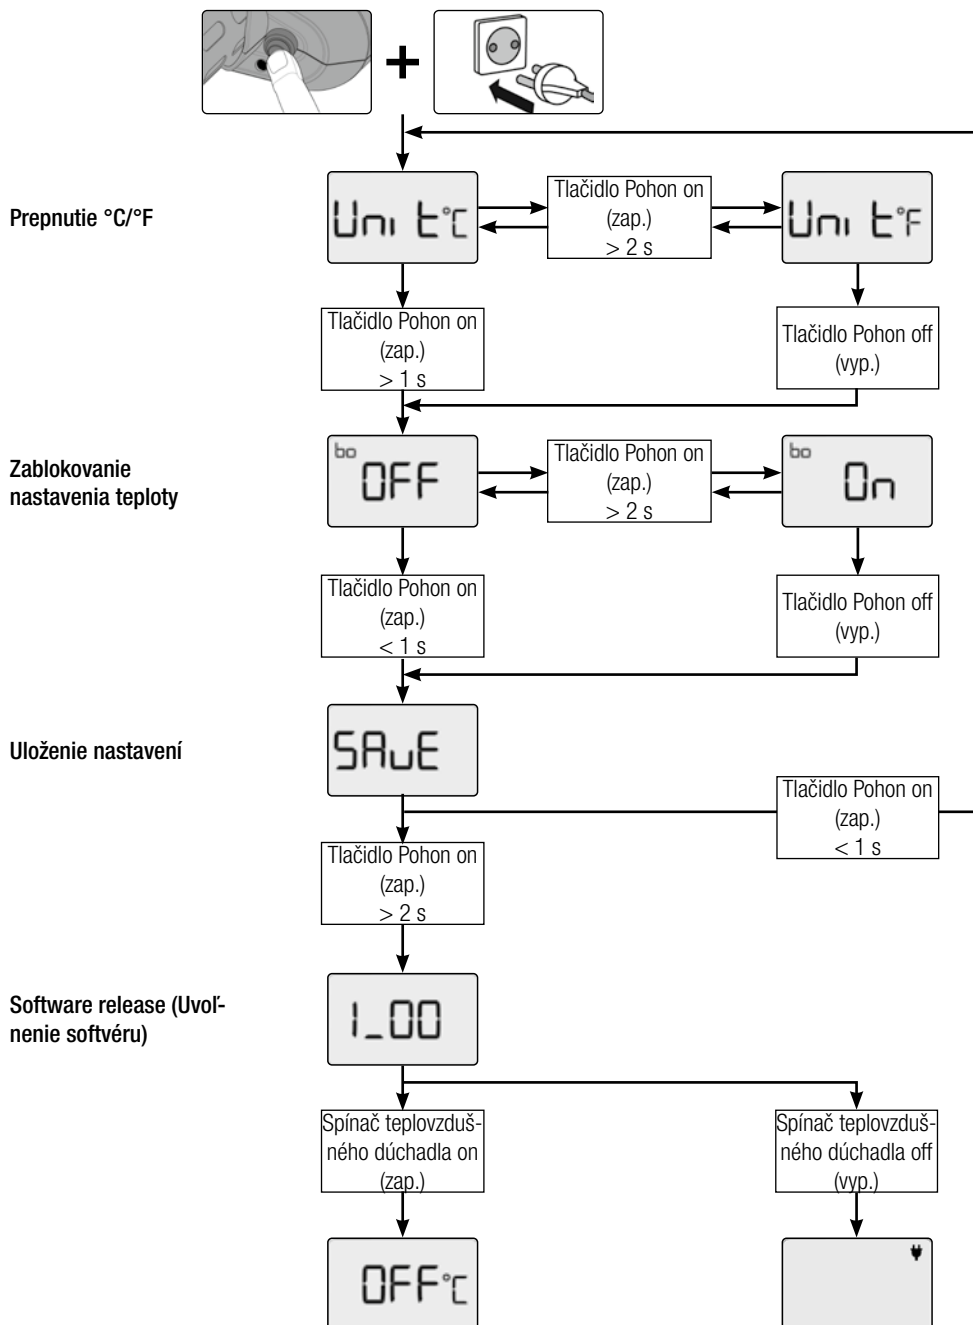 Prepnutie °C/°F
Unit°C
Tlačidlo Pohon on
(zap.)
> 2 s
Unit°F
Tlačidlo Pohon on
(zap.)
> 1 s
Tlačidlo Pohon off
(vyp.)
Zablokovanie
nastavenia teploty
bo
OFF
Tlačidlo Pohon on
(zap.)
> 2 s
bo
On
Tlačidlo Pohon on
(zap.)
< 1 s
Tlačidlo Pohon off
(vyp.)
Uloženie nastavení
SAvE
Tlačidlo Pohon on
(zap.)
< 1 s
Tlačidlo Pohon on
(zap.)
> 2 s
Software release (Uvoľ-
nenie softvéru)
1_00
Spínač teplovzduš-
ného dúchadla on
(zap.)
Spínač teplovzduš-
ného dúchadla off
(vyp.)
OFF°C